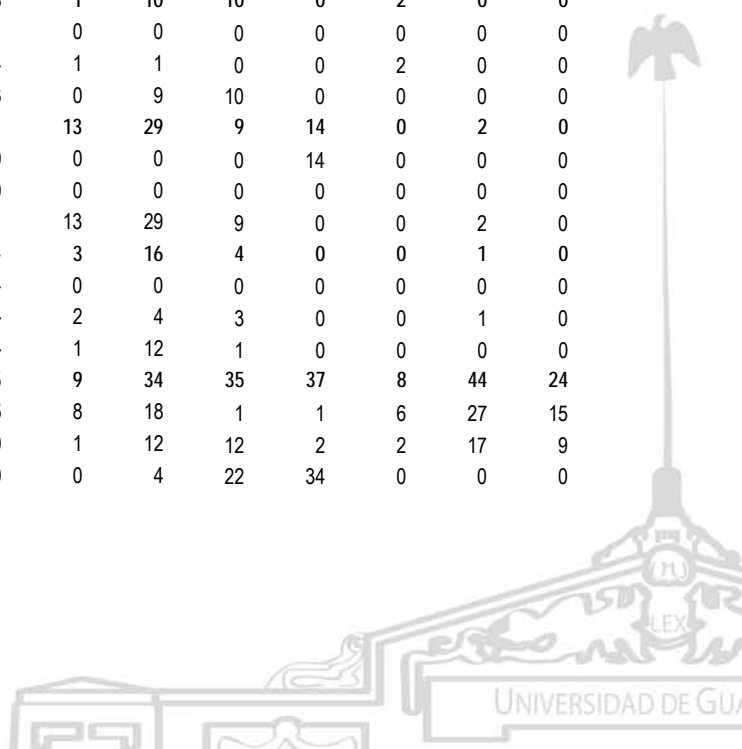 1 10 10 0 2 0 0
0 0 0 0 0 0 0
1 1 0 0 2 0 0
0 9 10 0 0 0 0
13 29 9 14 0 2 0
0 0 0 14 0 0 0
0 0 0 0 0 0 0
13 29 9 0 0 2 0
3 16 4 0 0 1 0
0 0 0 0 0 0 0
2 4 3 0 0 1 0
1 12 1 0 0 0 0
9 34 35 37 8 44 24
8 18 1 1 6 27 15
1 12 12 2 2 17 9
0 4 22 34 0 0 0
LEX
UNIVERSIDAD DE GUA